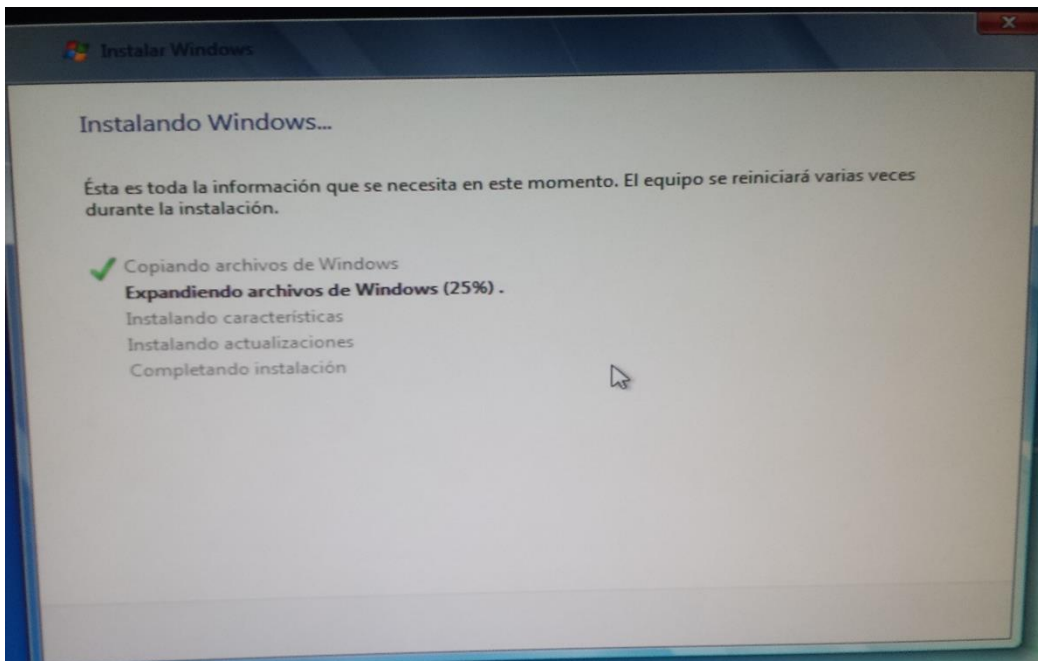 Instalar Windows
Instalando Windows...
Ésta es toda la información que se necesita en este momento. El equipo se reiniciará varias veces
durante la instalación.
Copiando archivos de Windows
Expandiendo archivos de Windows (25%) .
Instalando características
Instalando actualizaciones
Completando instalación